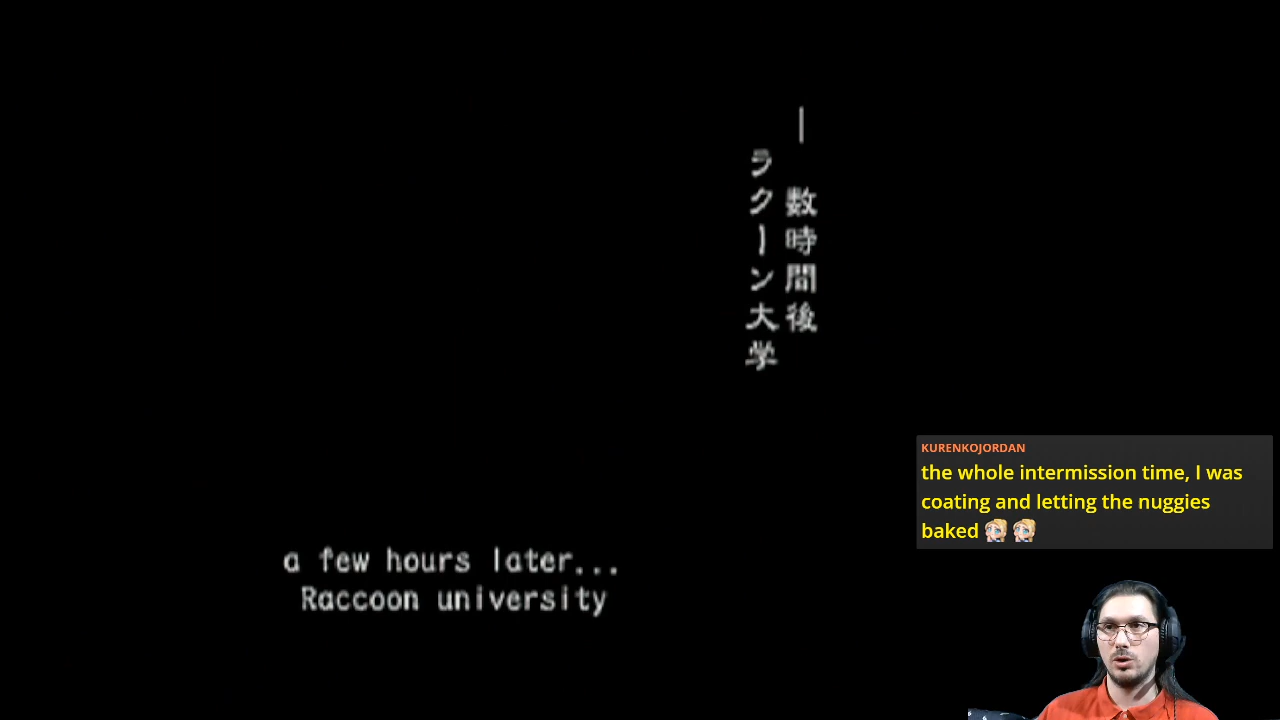 ― 数時間後
ラクーン大学
a few hours later...
Raccoon university
KURENKOJORDAN
the whole intermission time, I was
coating and letting the nuggies
baked